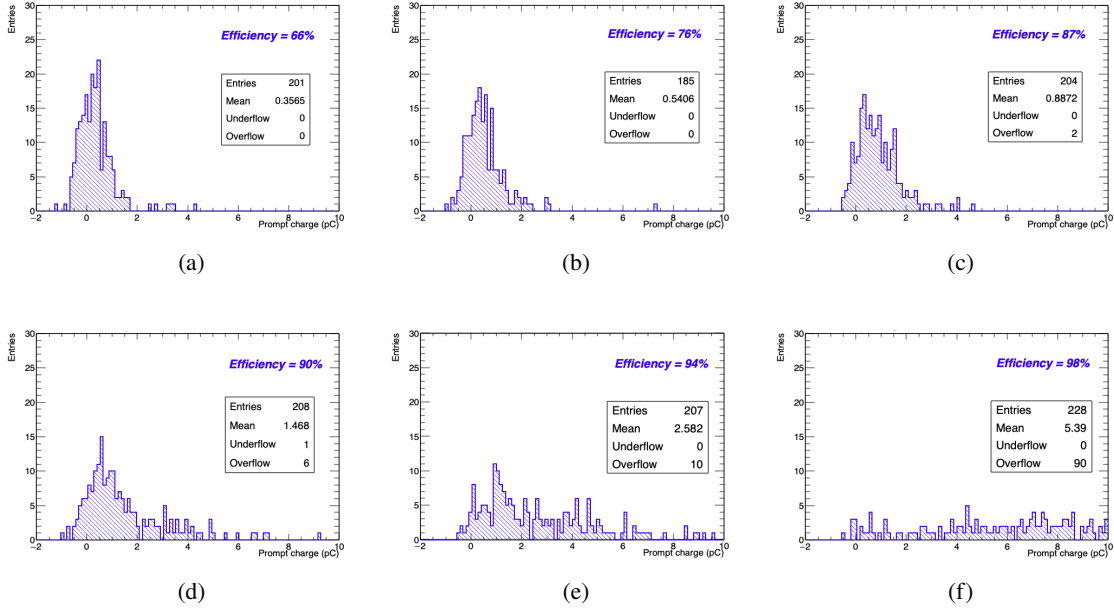 Entries
30
25
20
15
10
5
0
−2 0 2 4 6 8 10
Prompt charge (pC)
Efficiency = 66%
Entries 201
Mean 0.3565
Underflow 0
Overflow 0
(a)
Entries
30
25
20
15
10
5
0
−2 0 2 4 6 8 10
Prompt charge (pC)
Efficiency = 76%
Entries 185
Mean 0.5406
Underflow 0
Overflow 0
(b)
Entries
30
25
20
15
10
5
0
−2 0 2 4 6 8 10
Prompt charge (pC)
Efficiency = 87%
Entries 204
Mean 0.8872
Underflow 0
Overflow 2
(c)
Entries
30
25
20
15
10
5
0
−2 0 2 4 6 8 10
Prompt charge (pC)
Efficiency = 90%
Entries 208
Mean 1.468
Underflow 1
Overflow 6
(d)
Entries
30
25
20
15
10
5
0
−2 0 2 4 6 8 10
Prompt charge (pC)
Efficiency = 94%
Entries 207
Mean 2.582
Underflow 0
Overflow 10
(e)
Entries
30
25
20
15
10
5
0
−2 0 2 4 6 8 10
Prompt charge (pC)
Efficiency = 98%
Entries 228
Mean 5.39
Underflow 0
Overflow 90
(f)